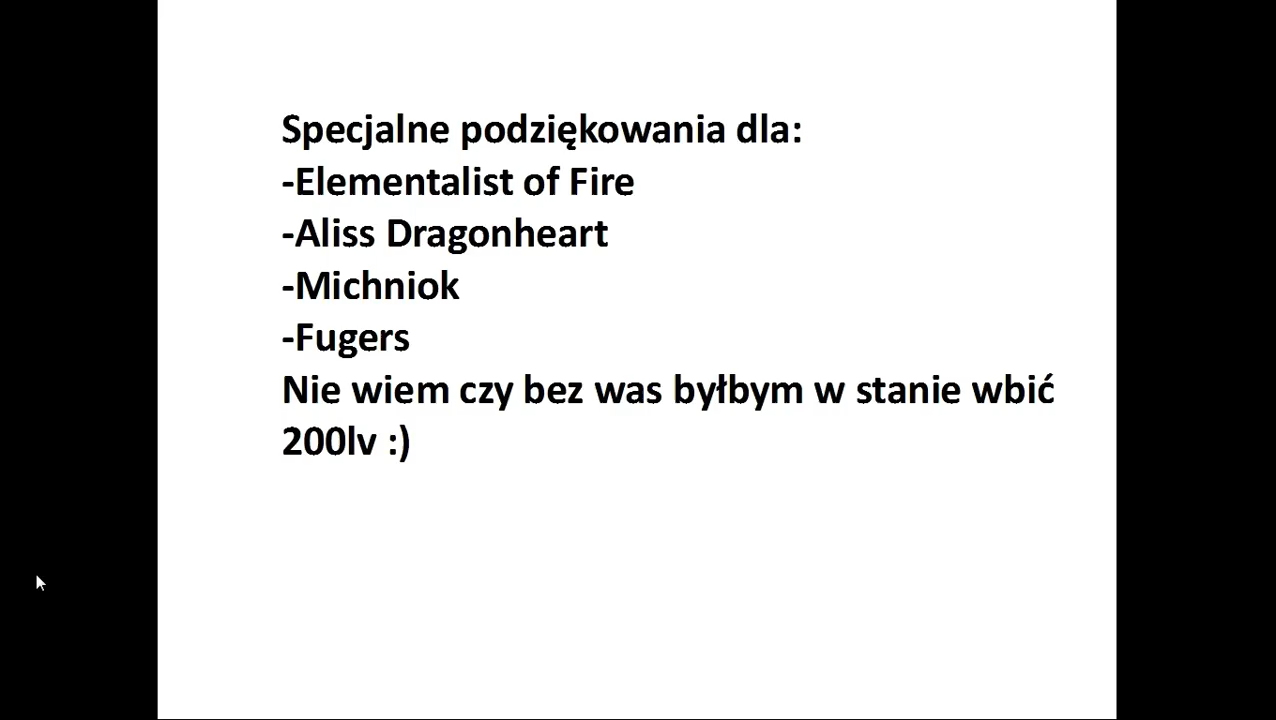 Specjalne podziękowania dla:
-Elementalist of Fire
-Aliss Dragonheart
-Michniok
-Fugers
Nie wiem czy bez was byłbym w stanie wbić
200lv :)